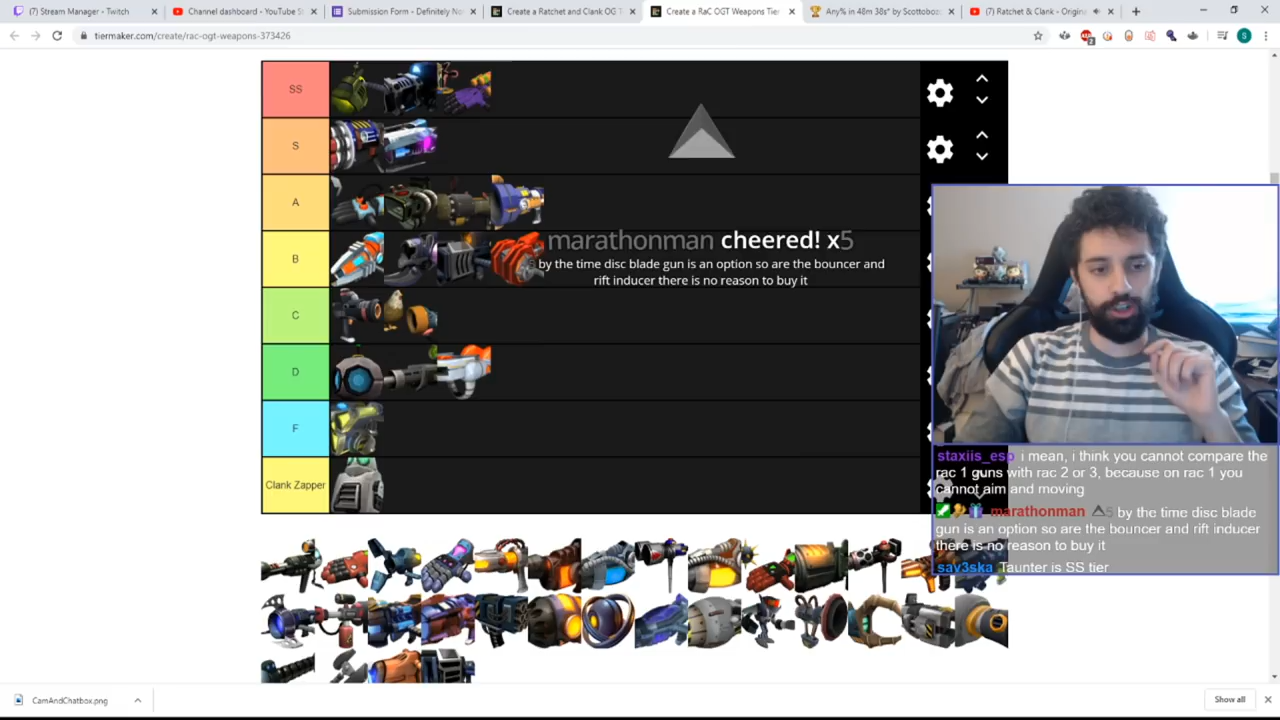 (7) Stream Manager - Twitch
Channel dashboard - YouTube S
Submission Form - Definitely No
Create a Ratchet and Clank OG T
Create a RaC OGT Weapons Tie
Any% in 48m 38s* by Scottobo
(7) Ratchet & Clank - Origin
tiermaker.com/create/rac-ogt-weapons-373426
SS
S
A
B
C
D
F
Clank Zapper
marathonman cheered! x5
by the time disc blade gun is an option so are the bouncer and
rift inducer there is no reason to buy it
staxiis_esp i mean, i think you cannot compare the
rac 1 guns with rac 2 or 3, because on rac 1 you
cannot aim and moving
marathonman 5 by the time disc blade
gun is an option so are the bouncer and rift inducer
there is no reason to buy it
sav3ska Taunter is SS tier
CamAndChatbox.png
Show all